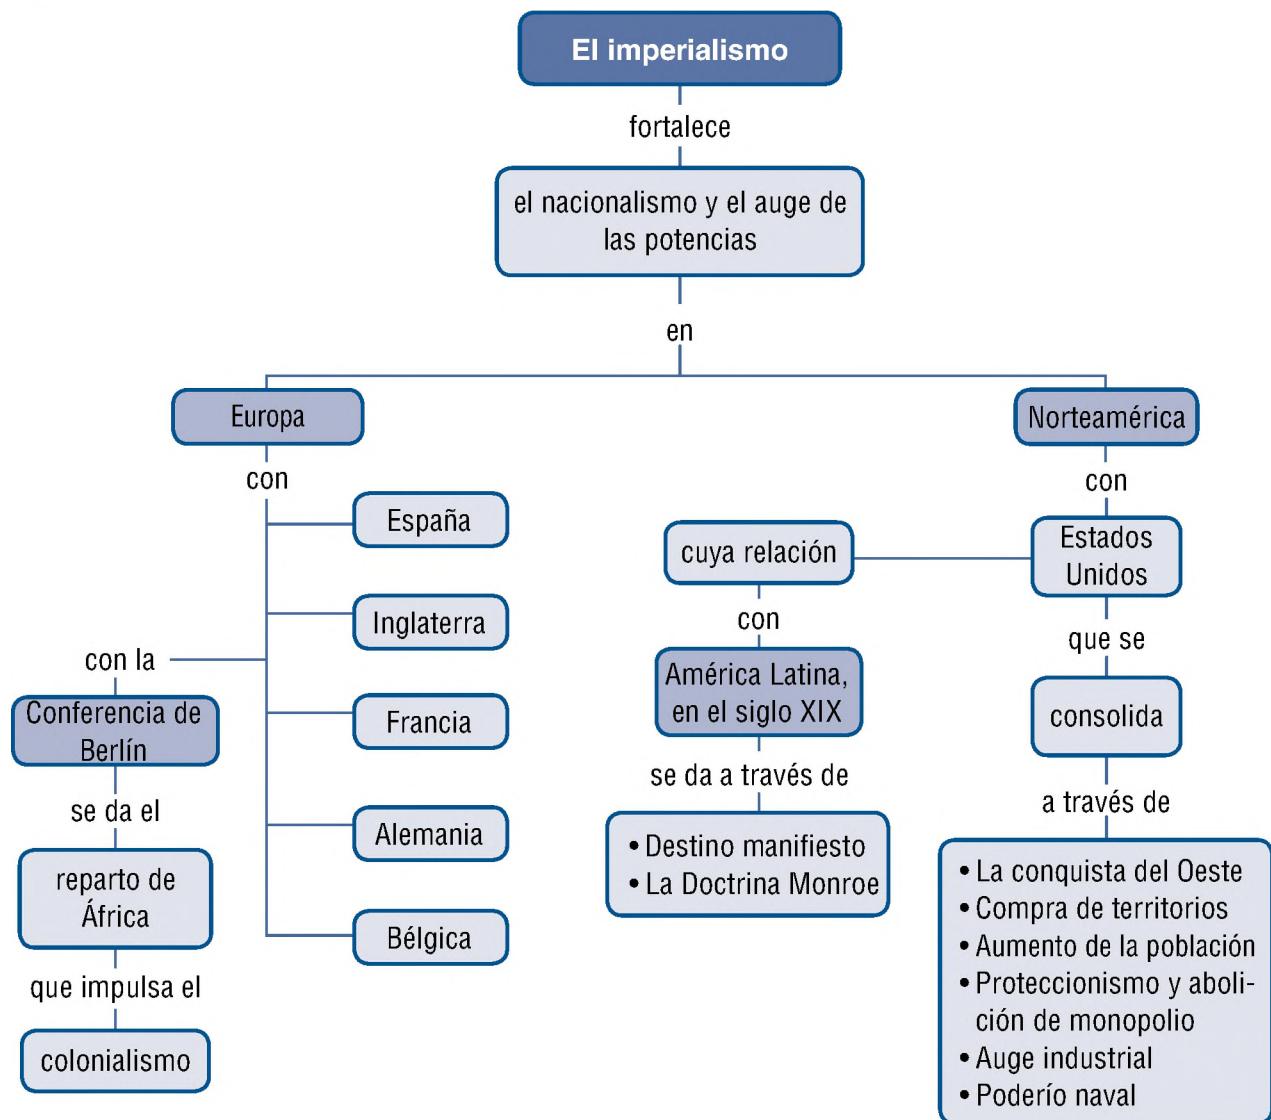 El imperialismo
fortalece
el nacionalismo y el auge de
las potencias
en
Europa
con
España
Inglaterra
Francia
Alemania
Bélgica
con la
Conferencia de
Berlín
se da el
reparto de
África
que impulsa el
colonialismo
Norteamérica
con
Estados
Unidos
cuya relación
con
América Latina,
en el siglo XIX
se da a través de
• Destino manifiesto
• La Doctrina Monroe
que se
consolida
a través de
• La conquista del Oeste
• Compra de territorios
• Aumento de la población
• Proteccionismo y aboli-
ción de monopolio
• Auge industrial
• Poderío naval